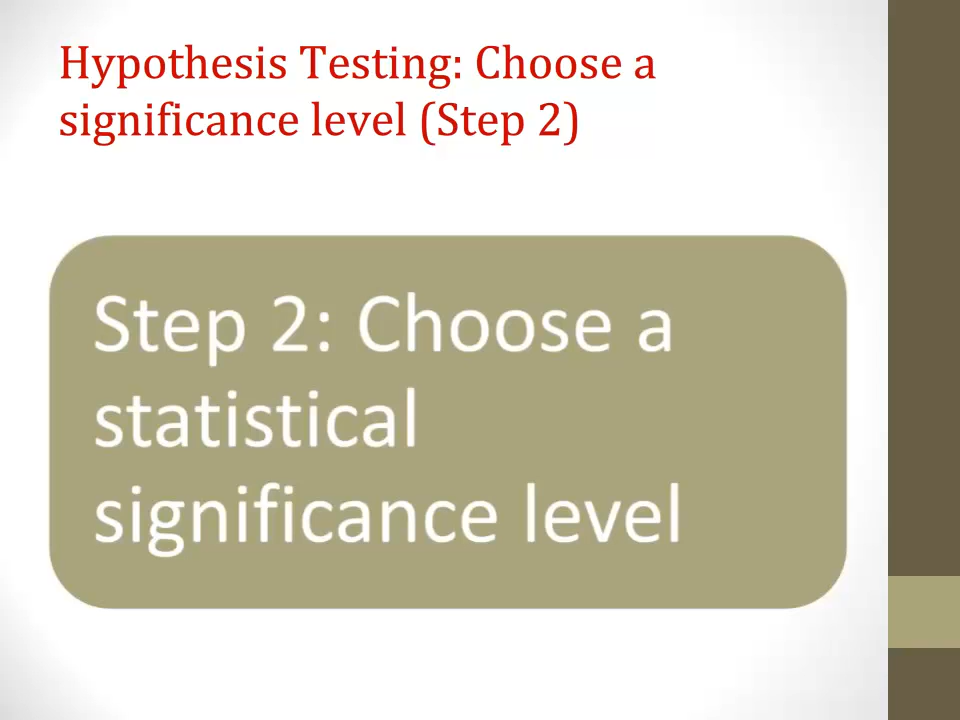 Hypothesis Testing: Choose a
significance level (Step 2)
Step 2: Choose a
statistical
significance level